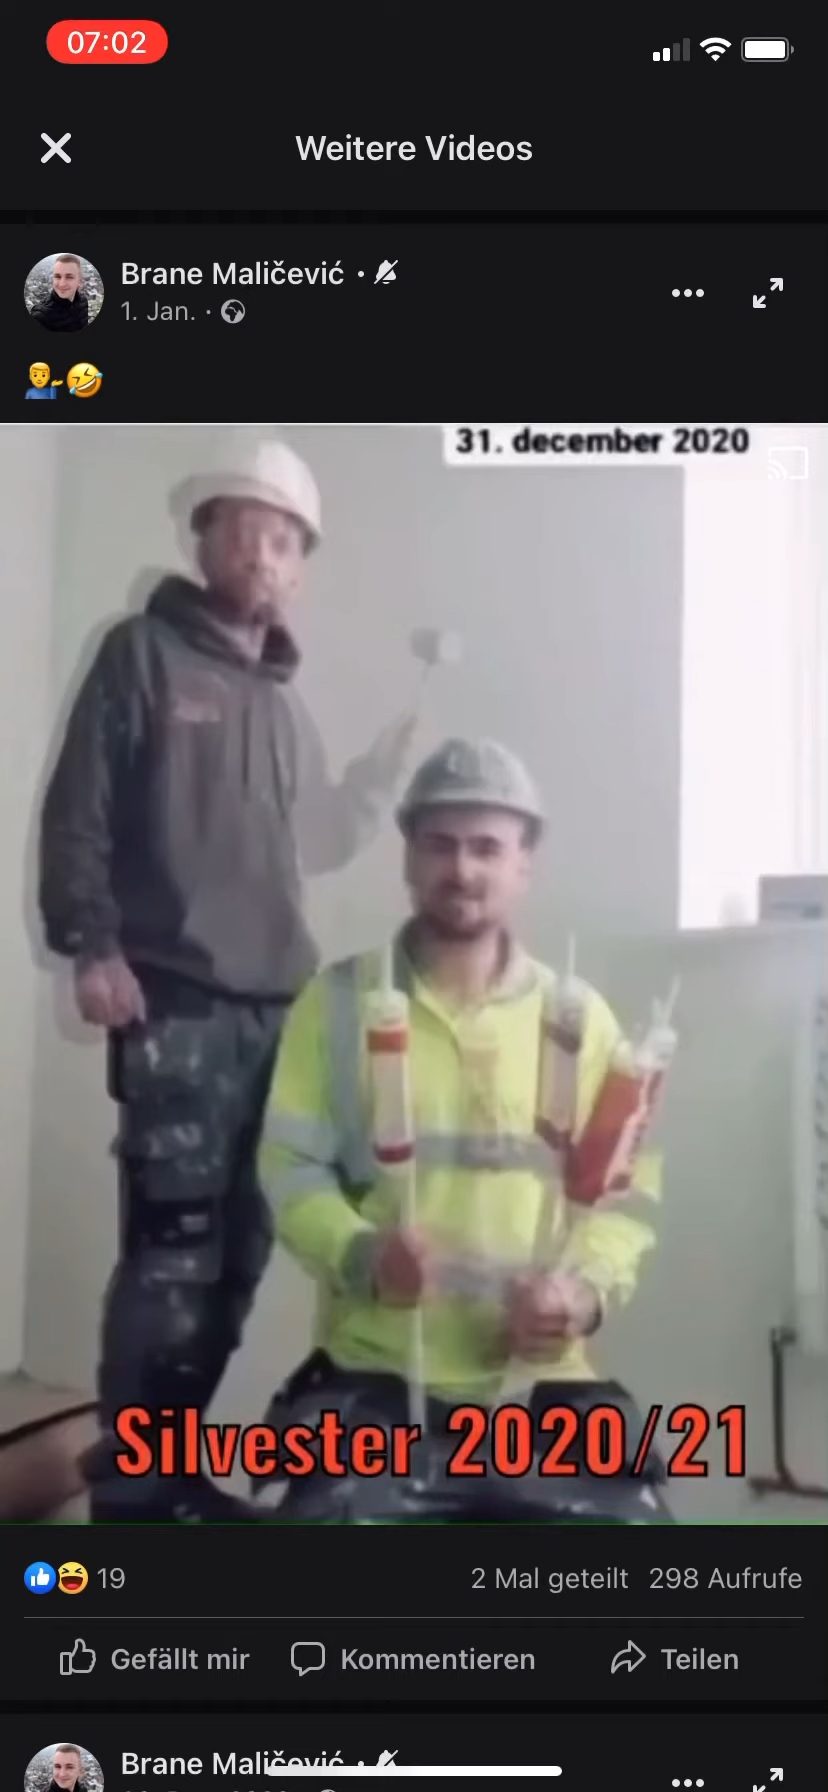 07:02
Weitere Videos
Brane Maličević ·
1. Jan. ·
31. december 2020
Silvester 2020/21
19
2 Mal geteilt 298 Aufrufe
Gefällt mir Kommentieren Teilen
Brane Maličević ·